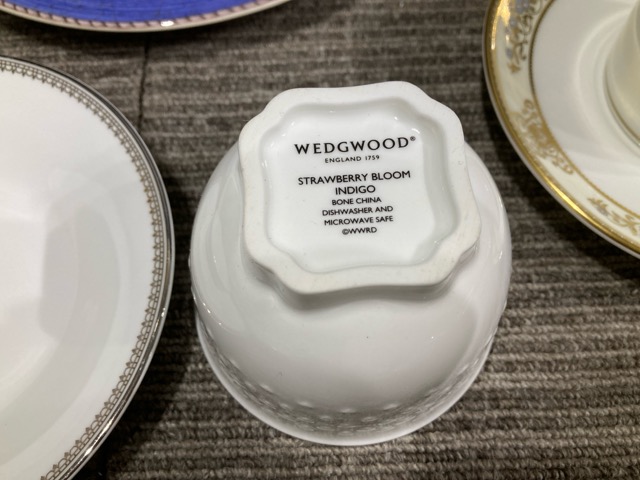 WEDGWOOD®
ENGLAND 1759
STRAWBERRY BLOOM
INDIGO
BONE CHINA
DISHWASHER AND
MICROWAVE SAFE
©WWRD